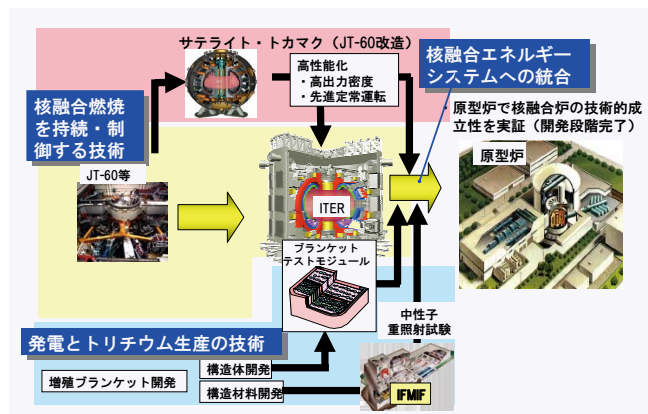 サテライト・トカマク（JT-60改造）
高性能化
・高出力密度
・先進定常運転
核融合エネルギー
システムへの統合
核融合燃焼
を持続・制
御する技術
・原型炉で核融合炉の技術的成
立性を実証（開発段階完了）
原型炉
JT-60等
ITER
ブランケット
テストモジュール
中性子
重照射試験
発電とトリチウム生産の技術
構造体開発
増殖ブランケット開発
構造材料開発
IFMIF